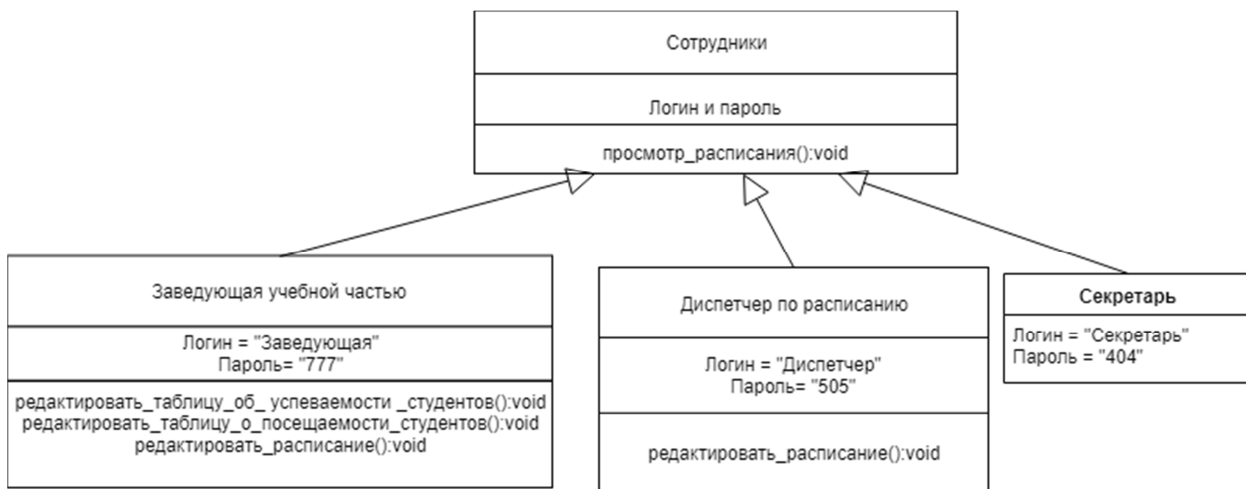 Сотрудники
Логин и пароль
просмотр_расписания():void
Заведующая учебной частью
Логин = "Заведующая"
Пароль= "777"
редактировать_таблицу_об_ успеваемости _студентов():void
редактировать_таблицу_о_посещаемости_студентов():void
редактировать_расписание():void
Диспетчер по расписанию
Логин = "Диспетчер"
Пароль= "505"
редактировать_расписание():void
Секретарь
Логин = "Секретарь"
Пароль = "404"